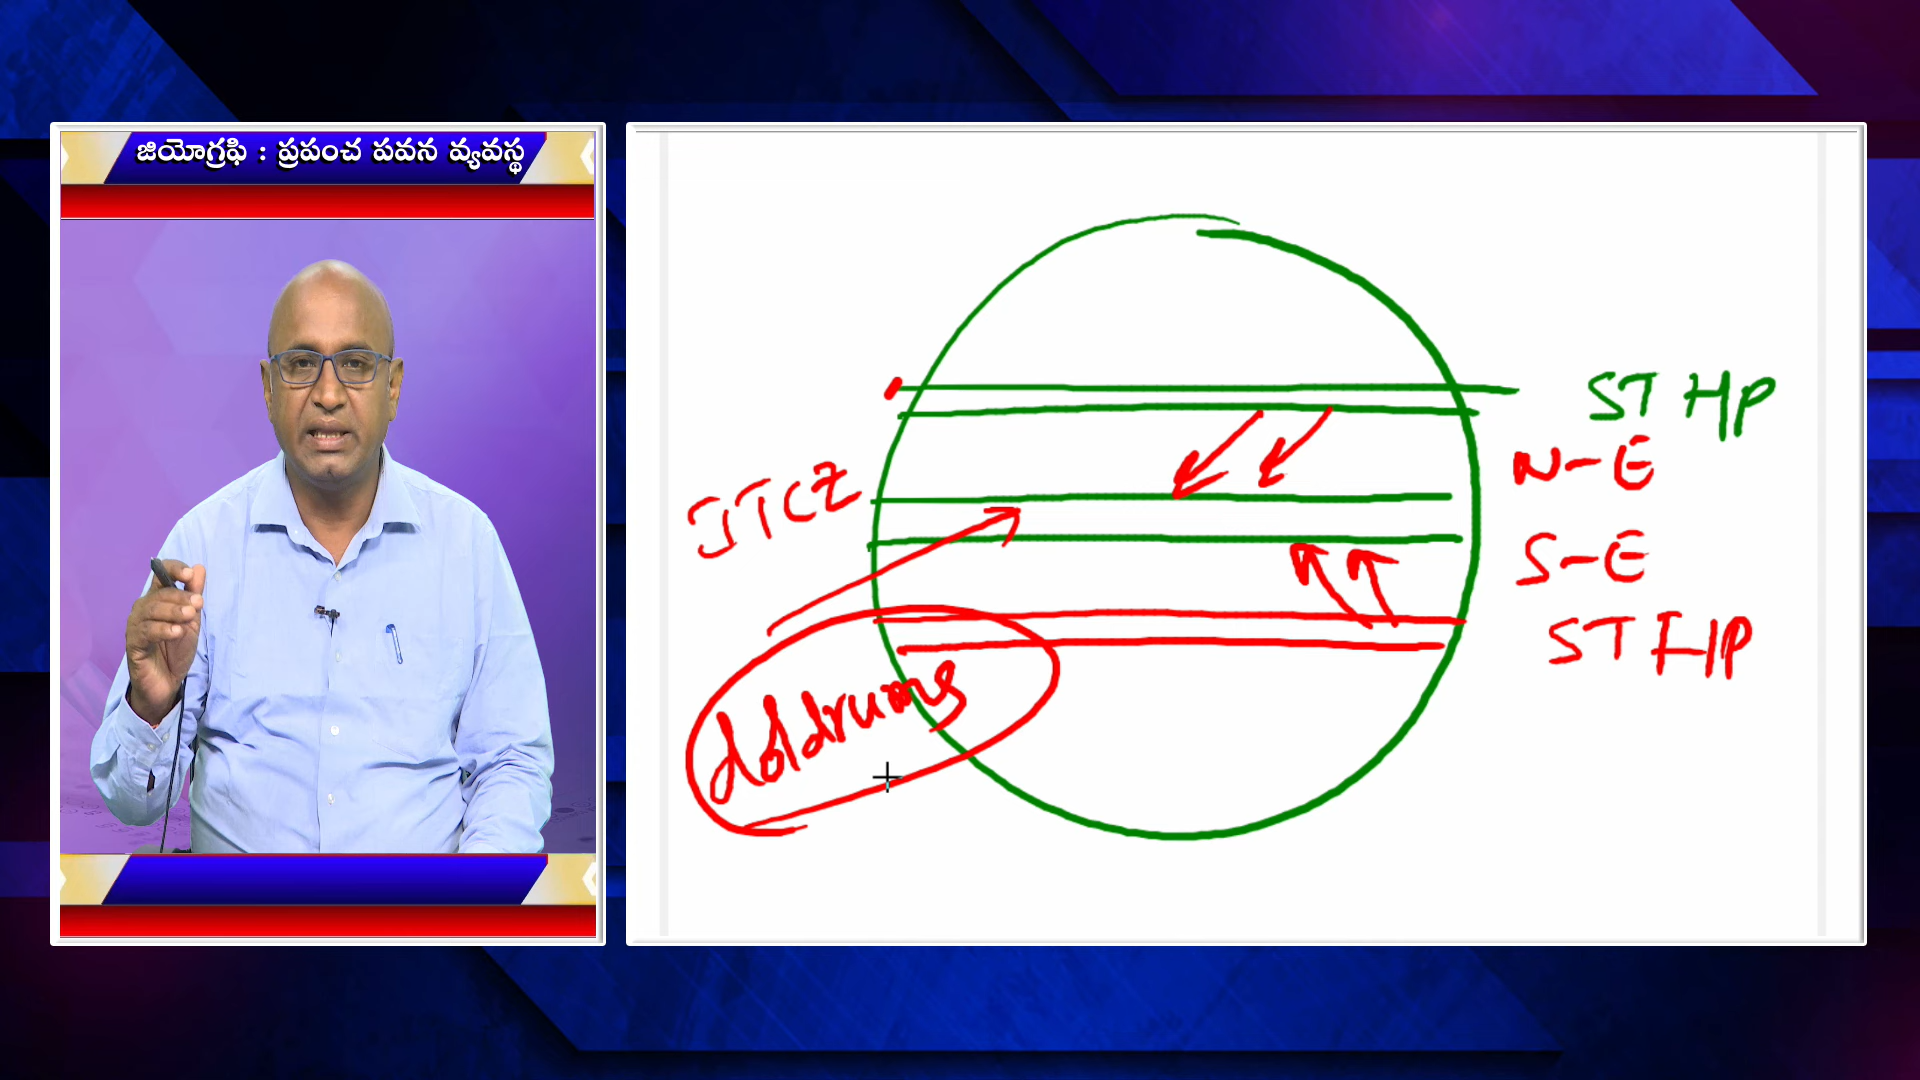 జియోగ్రఫి : ప్రపంచ పవన వ్యవస్థ
ST HP
N-E
ITCZ
S-E
ST HP
doldrums